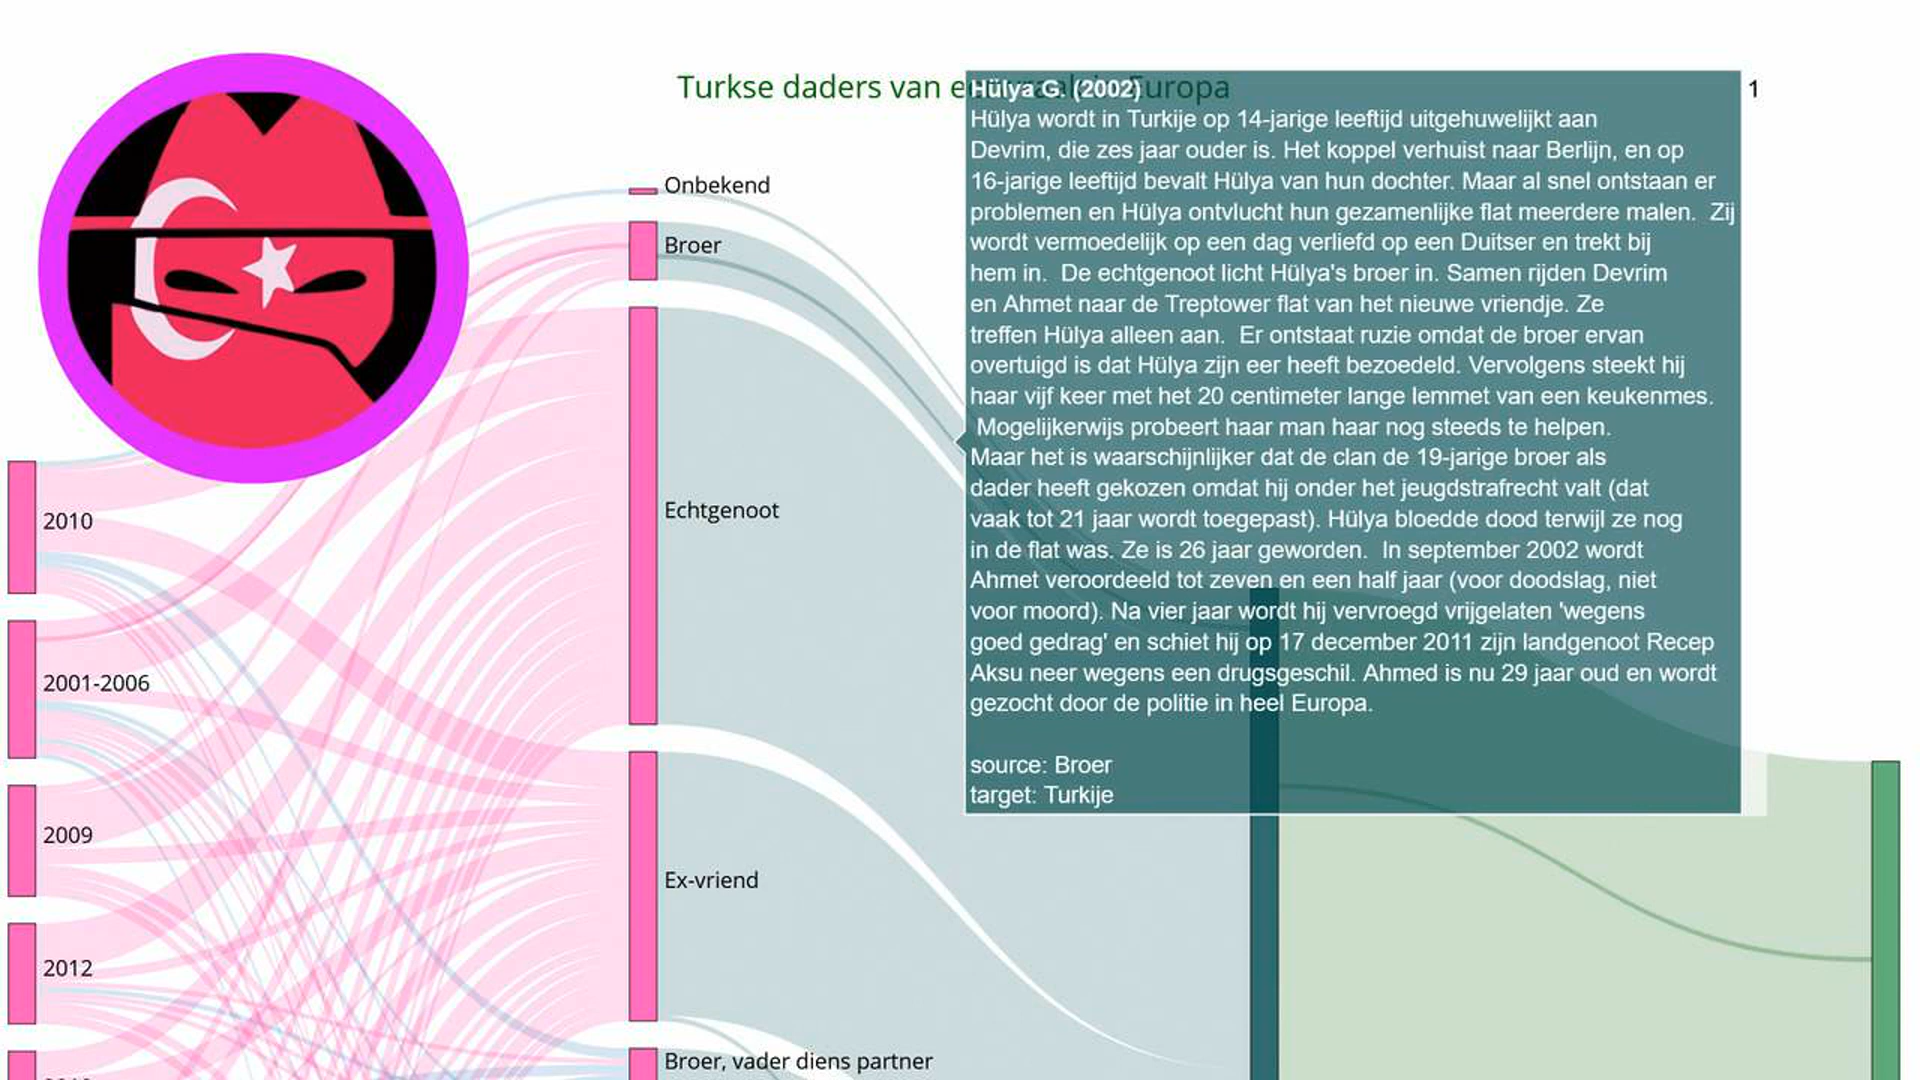 Turkse daders van e
Europa
1
Hülya G. (2002)
Hülya wordt in Turkije op 14-jarige leeftijd uitgehuwelijkt aan
Devrim, die zes jaar ouder is. Het koppel verhuist naar Berlijn, en op
16-jarige leeftijd bevalt Hülya van hun dochter. Maar al snel ontstaan er
problemen en Hülya ontvlucht hun gezamenlijke flat meerdere malen.  Zij
wordt vermoedelijk op een dag verliefd op een Duitser en trekt bij
hem in.  De echtgenoot licht Hülya's broer in. Samen rijden Devrim
en Ahmet naar de Treptower flat van het nieuwe vriendje. Ze
treffen Hülya alleen aan.  Er ontstaat ruzie omdat de broer ervan
overtuigd is dat Hülya zijn eer heeft bezoedeld. Vervolgens steekt hij
haar vijf keer met het 20 centimeter lange lemmet van een keukenmes.
Mogelijkerwijs probeert haar man haar nog steeds te helpen.
Maar het is waarschijnlijker dat de clan de 19-jarige broer als
dader heeft gekozen omdat hij onder het jeugdstrafrecht valt (dat
vaak tot 21 jaar wordt toegepast). Hülya bloedde dood terwijl ze nog
in de flat was. Ze is 26 jaar geworden.  In september 2002 wordt
Ahmet veroordeeld tot zeven en een half jaar (voor doodslag, niet
voor moord). Na vier jaar wordt hij vervroegd vrijgelaten 'wegens
goed gedrag' en schiet hij op 17 december 2011 zijn landgenoot Recep
Aksu neer wegens een drugsgeschil. Ahmed is nu 29 jaar oud en wordt
gezocht door de politie in heel Europa.
source: Broer
target: Turkije
Onbekend
Broer
Echtgenoot
Ex-vriend
Broer, vader diens partner
2010
2001-2006
2009
2012